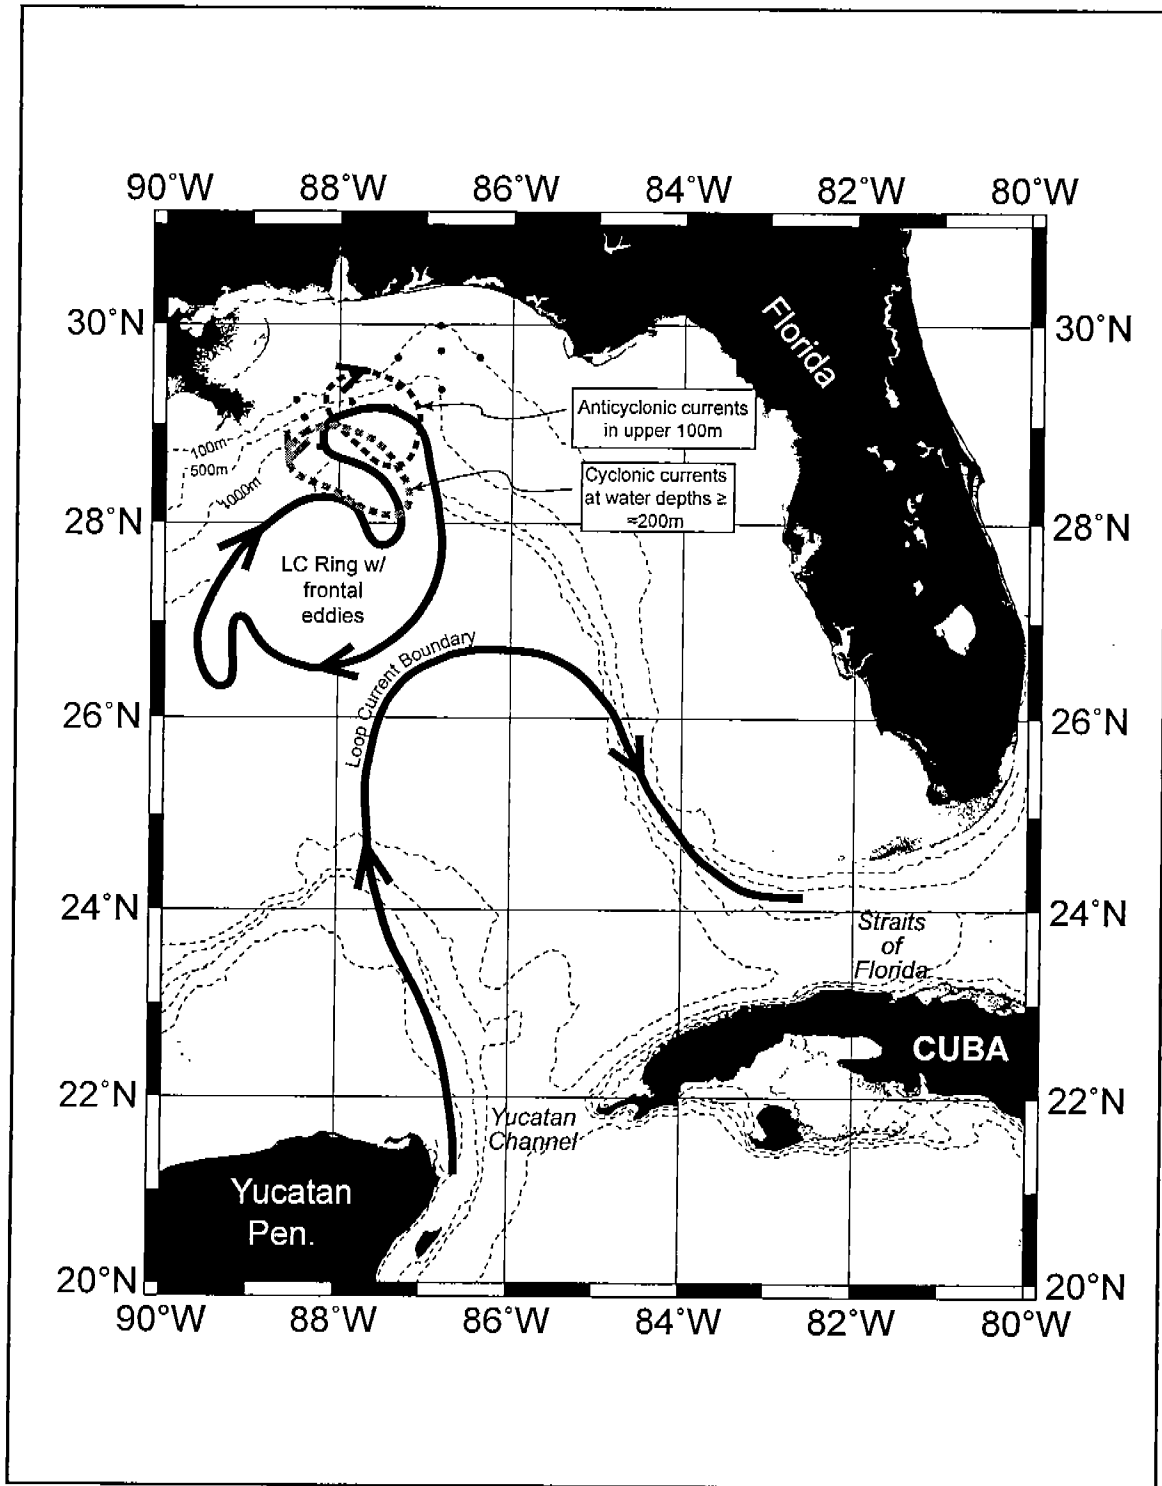 90°W 88°W 86°W 84°W 82°W 80°W
30°N
30°N
Florida
Anticyclonic currents
in upper 100m
100m
500m
1000m
Cyclonic currents
at water depths ≥
≈200m
28°N
28°N
LC Ring w/
frontal
eddies
Loop Current Boundary
26°N
26°N
24°N
24°N
Straits
of
Florida
CUBA
22°N
22°N
Yucatan
Channel
Yucatan
Pen.
20°N
20°N
90°W 88°W 86°W 84°W 82°W 80°W